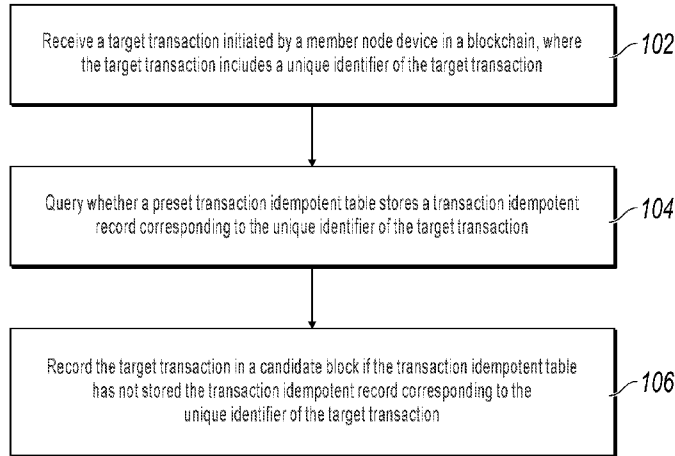 Receive a target transaction initiated by a member node device in a blockchain, where
the target transaction includes a unique identifier of the target transaction
102
Query whether a preset transaction idempotent table stores a transaction idempotent
record corresponding to the unique identifier of the target transaction
104
Record the target transaction in a candidate block if the transaction idempotent table
has not stored the transaction idempotent record corresponding to the
unique identifier of the target transaction
106